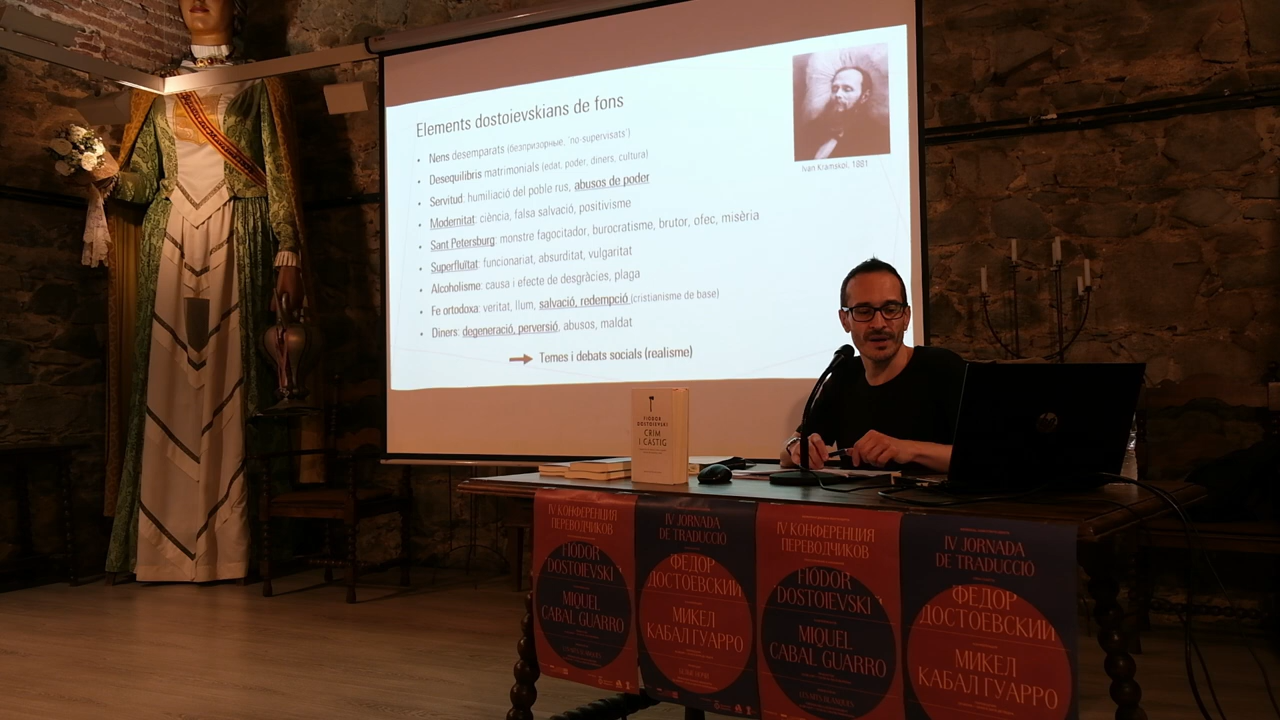 Elements dostoievskians de fons
• Nens desemparats (безпризорные, 'no-supervisats')
• Desequilibris matrimonials (edat, poder, diners, cultura)
• Servitud: humiliació del poble rus, abusos de poder
• Modernitat: ciència, falsa salvació, positivisme
• Sant Petersburg: monstre fagocitador, burocratisme, brutor, ofec, misèria
• Superfluïtat: funcionariat, absurditat, vulgaritat
• Alcoholisme: causa i efecte de desgràcies, plaga
• Fe ortodoxa: veritat, llum, salvació, redempció (cristianisme de base)
• Diners: degeneració, perversió, abusos, maldat
Temes i debats socials (realisme)
Ivan Kramskoi, 1881
FIÓDOR
DOSTOIEVSKI
CRIM
I CÀSTIG
IV КОНФЕРЕНЦИЯ
ПЕРЕВОДЧИКОВ
FIÓDOR
DOSTOIEVSKI
MIQUEL
CABAL GUARRO
IV JORNADA
DE TRADUCCIÓ
ФЕДОР
ДОСТОЕВСКИЙ
МИКЕЛ
КАБАЛ ГУАРРО
IV КОНФЕРЕНЦИЯ
ПЕРЕВОДЧИКОВ
FIÓDOR
DOSTOIEVSKI
MIQUEL
CABAL GUARRO
IV JORNADA
DE TRADUCCIÓ
ФЕДОР
ДОСТОЕВСКИЙ
МИКЕЛ
КАБАЛ ГУАРРО